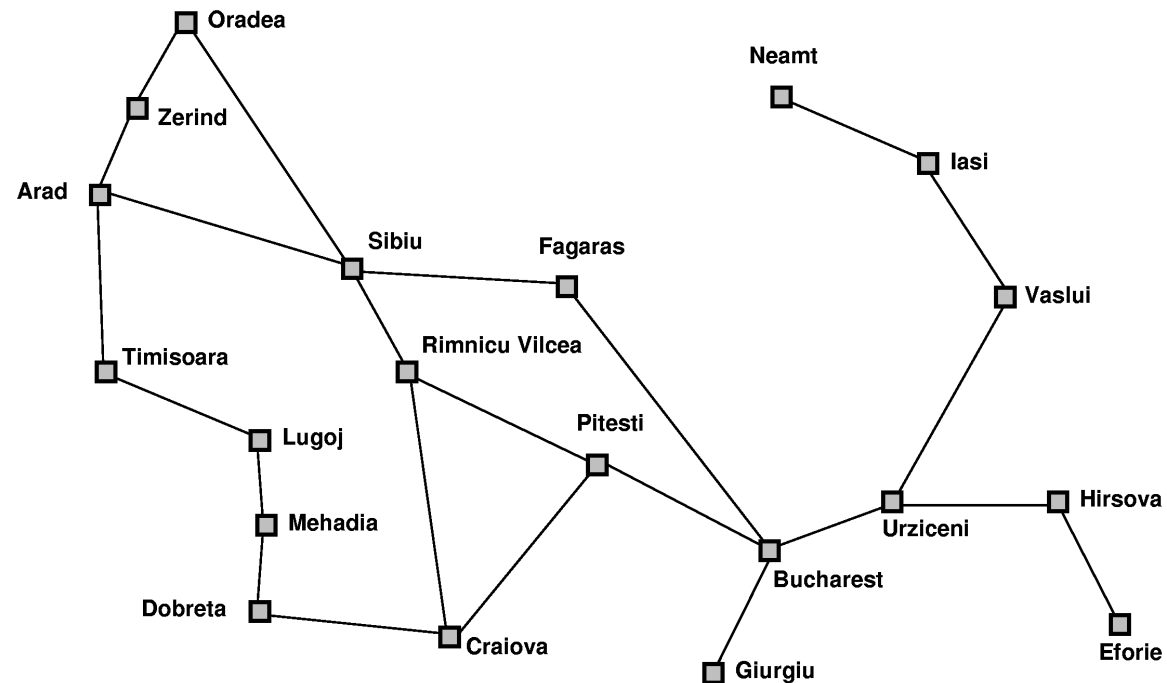 Oradea
Neamt
Zerind
Iasi
Arad
Sibiu
Fagaras
Vaslui
Rimnicu Vilcea
Timisoara
Pitesti
Lugoj
Hirsova
Mehadia
Urziceni
Bucharest
Dobreta
Craiova
Eforie
Giurgiu